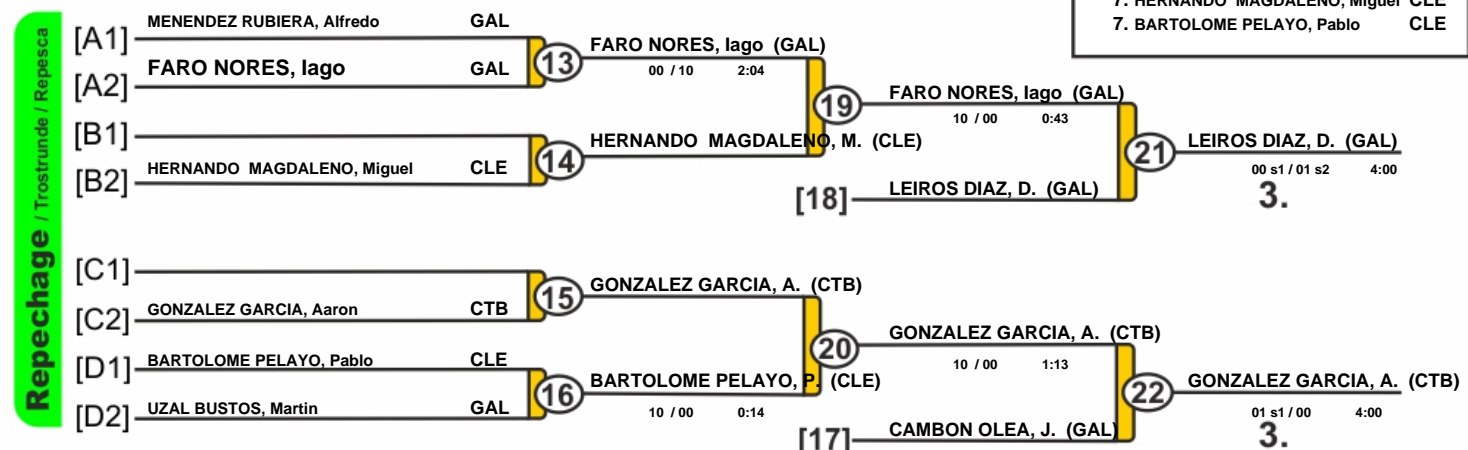 7. HERNANDO MAGDALENO, Miguel CLE
7. BARTOLOME PELAYO, Pablo CLE
Repechage / Trostrunde / Repesca
[A1] MENENDEZ RUBIERA, Alfredo GAL
[A2] FARO NORES, Iago GAL
13 FARO NORES, Iago (GAL)
00 / 10 2:04
[B1]
[B2] HERNANDO MAGDALENO, Miguel CLE
14 HERNANDO MAGDALENO, M. (CLE)
19 FARO NORES, Iago (GAL)
10 / 00 0:43
[18] LEIROS DIAZ, D. (GAL)
21 LEIROS DIAZ, D. (GAL)
00 s1 / 01 s2 4:00
3.
[C1]
[C2] GONZALEZ GARCIA, Aaron CTB
15 GONZALEZ GARCIA, A. (CTB)
[D1] BARTOLOME PELAYO, Pablo CLE
[D2] UZAL BUSTOS, Martin GAL
16 BARTOLOME PELAYO, P. (CLE)
10 / 00 0:14
20 GONZALEZ GARCIA, A. (CTB)
10 / 00 1:13
[17] CAMBON OLEA, J. (GAL)
22 GONZALEZ GARCIA, A. (CTB)
01 s1 / 00 4:00
3.